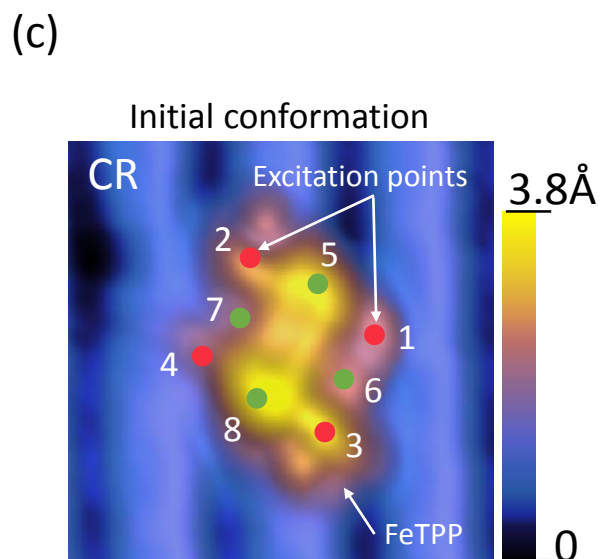 (c)
Initial conformation
CR
Excitation points
3.8Å
2
5
7
1
4
6
8
3
FeTPP
0